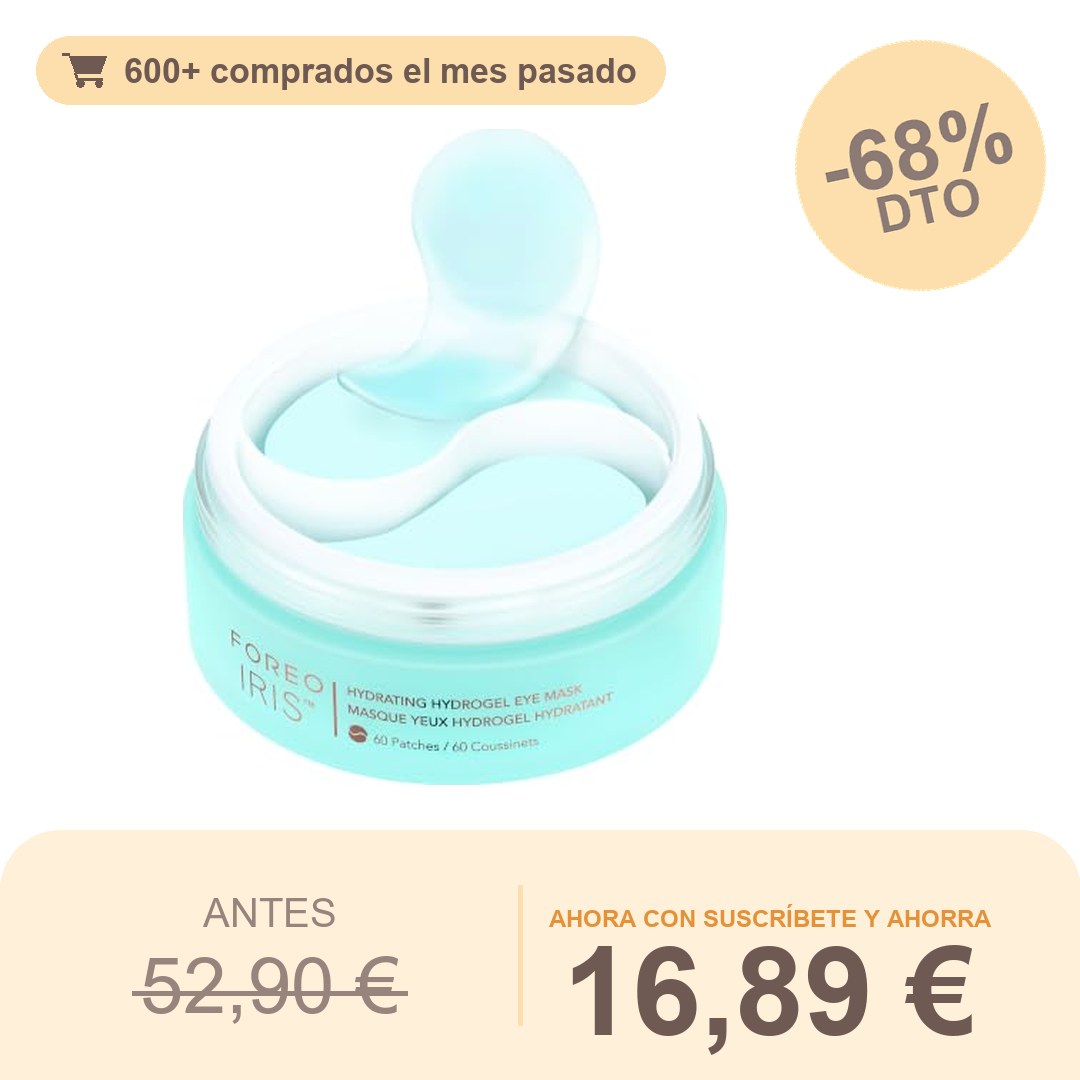 600+ comprados el mes pasado
-68%
DTO
FOREO
IRIS™
HYDRATING HYDROGEL EYE MASK
MASQUE YEUX HYDROGEL HYDRATANT
60 Patches / 60 Coussinets
ANTES
52,90 €
AHORA CON SUSCRÍBETE Y AHORRA
16,89 €